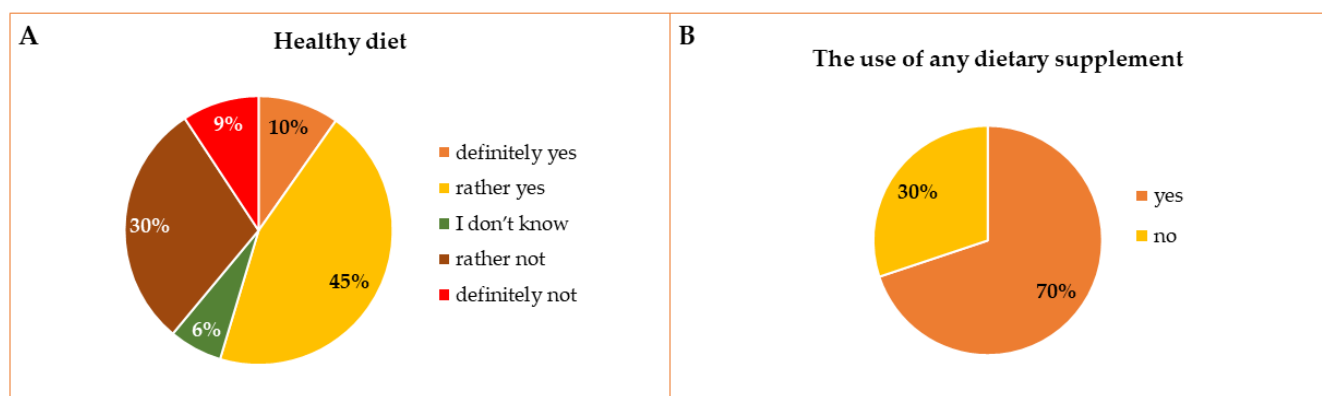 A
Healthy diet
9%
10%
30%
45%
6%
definitely yes
rather yes
I don’t know
rather not
definitely not
B
The use of any dietary supplement
30%
70%
yes
no